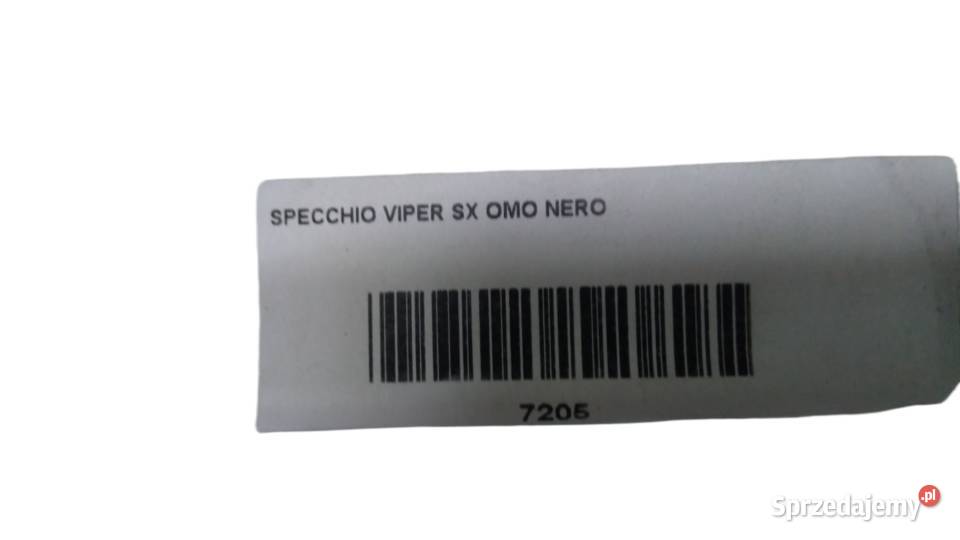 SPECCHIO VIPER SX OMO NERO
7205
Sprzedajemy.pl